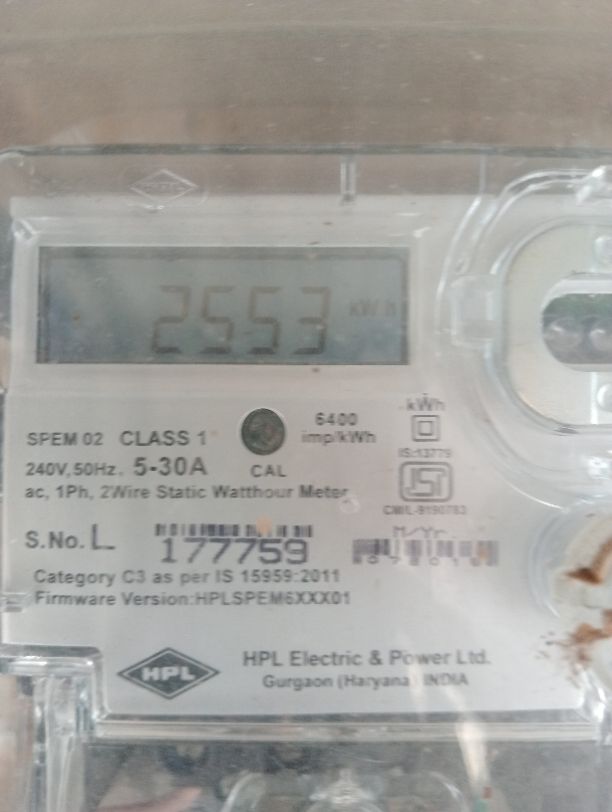 HPL
2553 kWh
SPEM 02 CLASS 1
6400
imp/kWh
kWh
240V, 50Hz. 5-30A
CAL
IS:13779
ac, 1Ph, 2Wire Static Watthour Meter
ISI
S.No. L 177759
M/Yr.
Category C3 as per IS 15959:2011
Firmware Version:HPLSPEM6XXX01
HPL
HPL Electric & Power Ltd.
Gurgaon (Haryana) INDIA